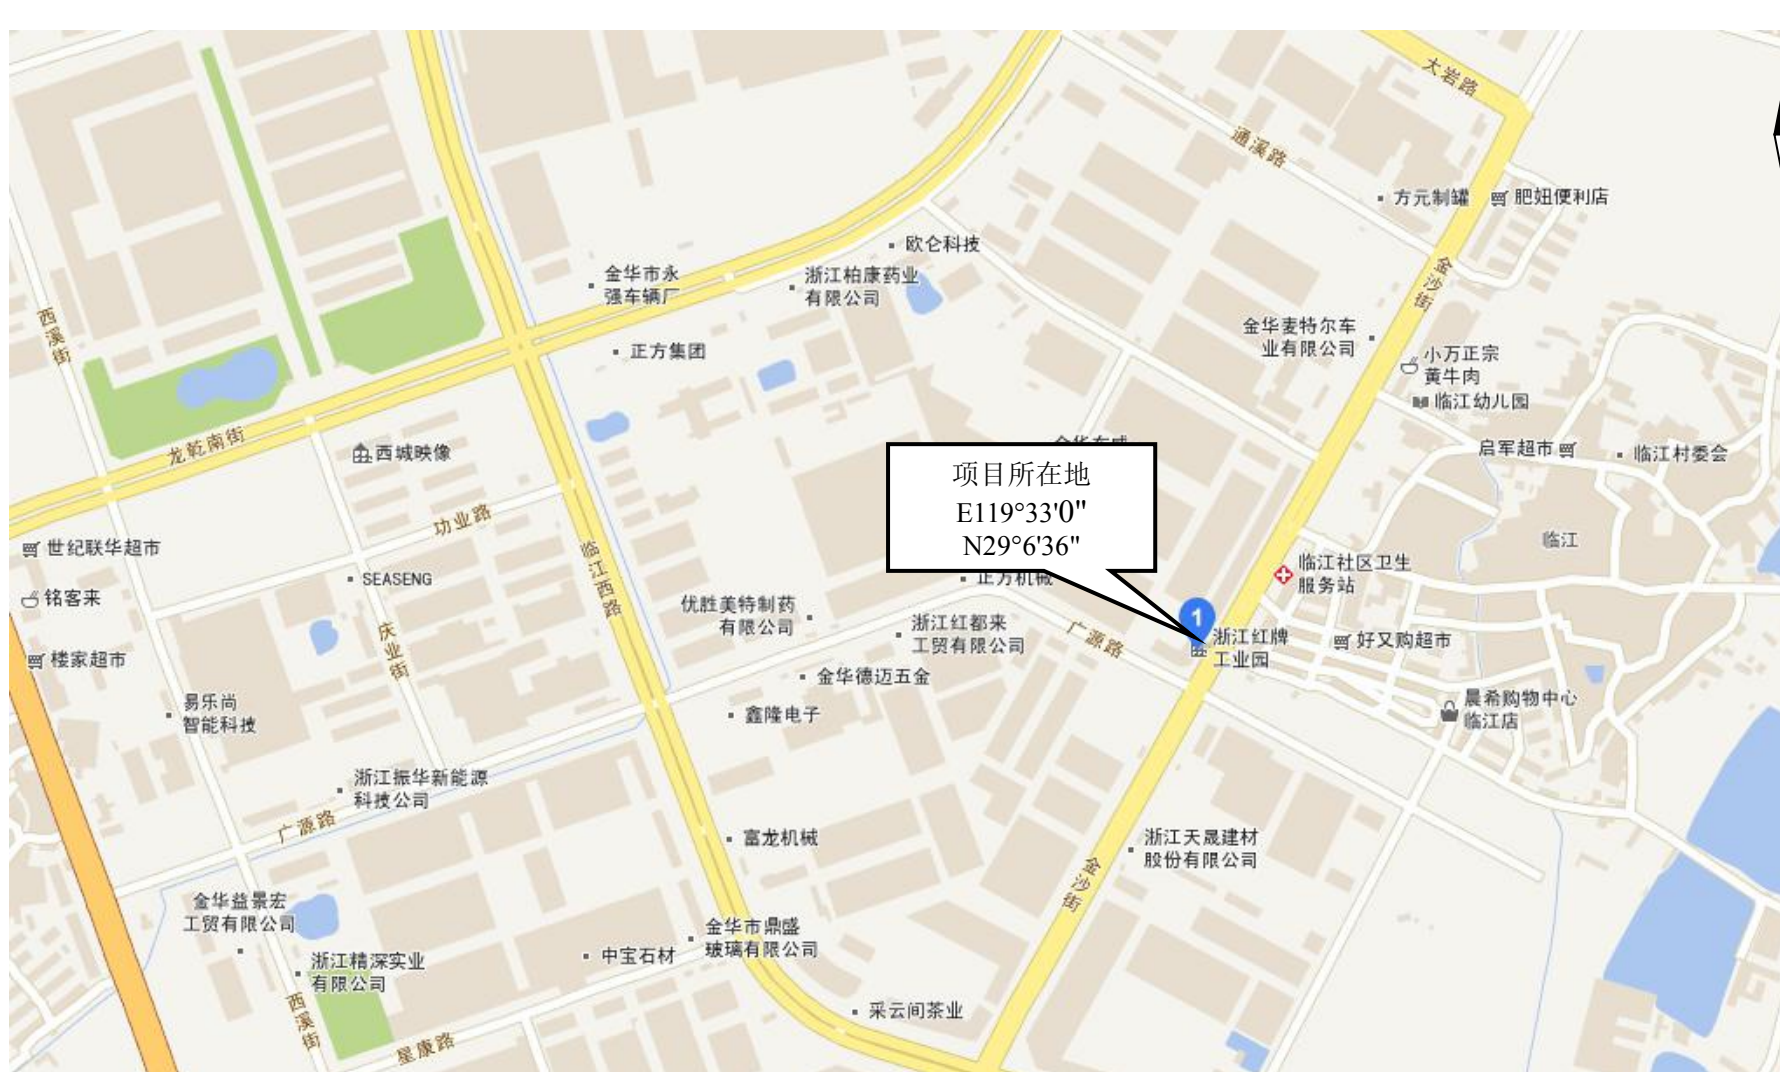 大岩路
通溪路
方元制罐
肥妞便利店
欧仑科技
金华市永
强车辆厂
浙江柏康药业
有限公司
金沙街
西溪街
正方集团
金华麦特尔车
业有限公司
小万正宗
黄牛肉
临江幼儿园
龙乾南街
西城映像
启军超市
临江村委会
项目所在地
E119°33'0"
N29°6'36"
功业路
世纪联华超市
临江西路
临江
SEASENG
正方机械
临江社区卫生
服务站
铭客来
优胜美特制药
有限公司
浙江红都来
工贸有限公司
广源路
1
浙江红牌
工业园
好又购超市
庆业街
楼家超市
金华德迈五金
易乐尚
智能科技
鑫隆电子
晨希购物中心
临江店
浙江振华新能源
科技公司
广源路
富龙机械
浙江天晟建材
股份有限公司
金沙街
金华益景宏
工贸有限公司
金华市鼎盛
玻璃有限公司
中宝石材
浙江精深实业
有限公司
西溪街
采云间茶业
星康路